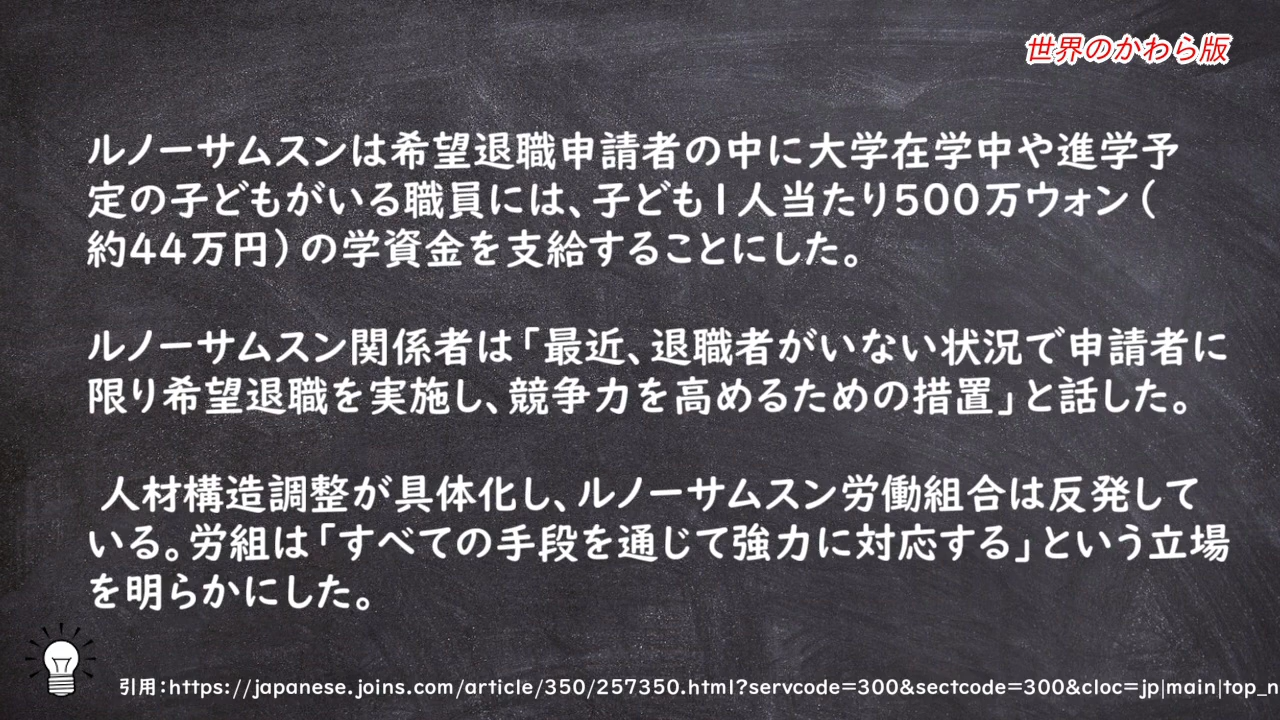 世界のかわら版
ルノーサムスンは希望退職申請者の中に大学在学中や進学予
定の子どもがいる職員には、子ども1人当たり500万ウォン（
約44万円）の学資金を支給することにした。
ルノーサムスン関係者は「最近、退職者がいない状況で申請者に
限り希望退職を実施し、競争力を高めるための措置」と話した。
人材構造調整が具体化し、ルノーサムスン労働組合は反発して
いる。労組は「すべての手段を通じて強力に対応する」という立場
を明らかにした。
引用：https://japanese.joins.com/article/350/257350.html?servcode=300&sectcode=300&cloc=jp|main|top_n